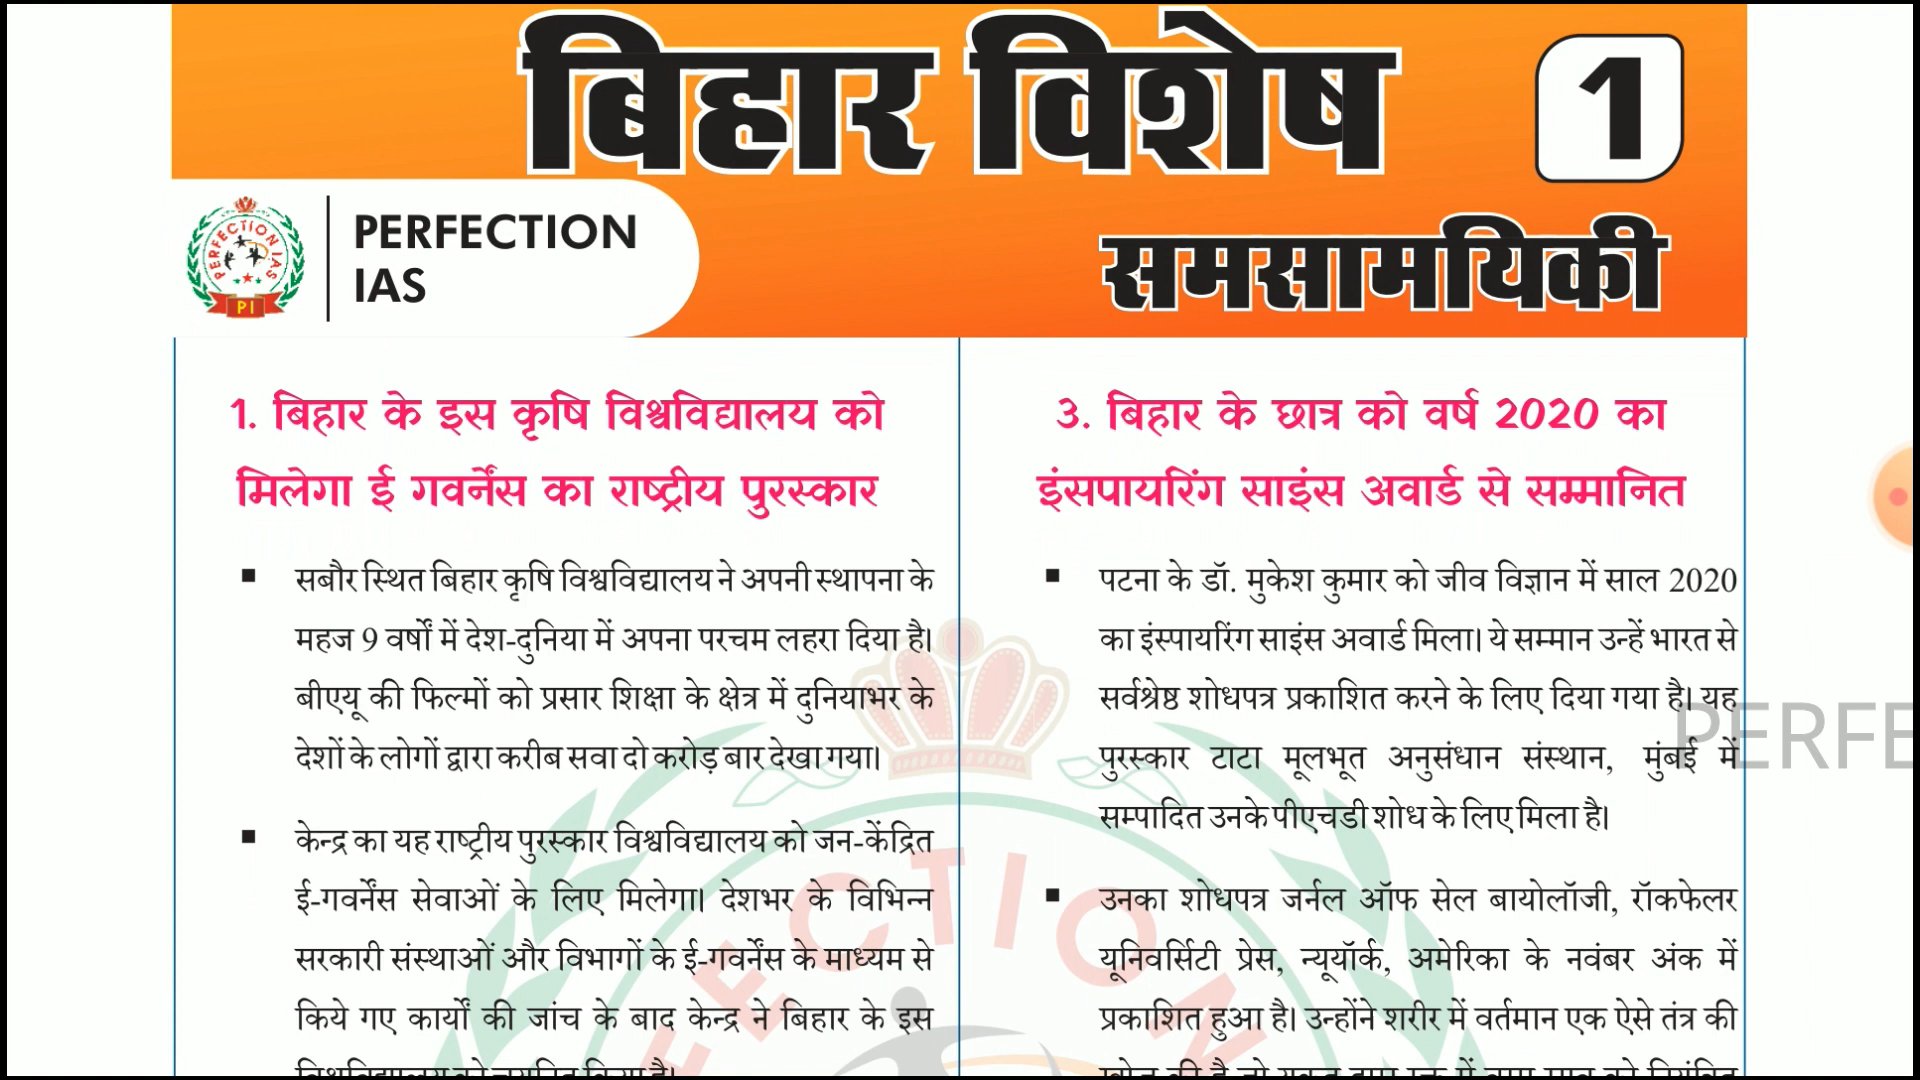 बिहार विशेष
1
PERFECTION
IAS
समसामयिकी
1. बिहार के इस कृषि विश्वविद्यालय को
मिलेगा ई गवर्नेंस का राष्ट्रीय पुरस्कार
▪ सबौर स्थित बिहार कृषि विश्वविद्यालय ने अपनी स्थापना के
महज 9 वर्षों में देश-दुनिया में अपना परचम लहरा दिया है।
बीएयू की फिल्मों को प्रसार शिक्षा के क्षेत्र में दुनियाभर के
देशों के लोगों द्वारा करीब सवा दो करोड़ बार देखा गया।
▪ केन्द्र का यह राष्ट्रीय पुरस्कार विश्वविद्यालय को जन-केंद्रित
ई-गवर्नेंस सेवाओं के लिए मिलेगा। देशभर के विभिन्न
सरकारी संस्थाओं और विभागों के ई-गवर्नेंस के माध्यम से
किये गए कार्यों की जांच के बाद केन्द्र ने बिहार के इस
3. बिहार के छात्र को वर्ष 2020 का
इंसपायरिंग साइंस अवार्ड से सम्मानित
▪ पटना के डॉ. मुकेश कुमार को जीव विज्ञान में साल 2020
का इंस्पायरिंग साइंस अवार्ड मिला। ये सम्मान उन्हें भारत से
सर्वश्रेष्ठ शोधपत्र प्रकाशित करने के लिए दिया गया है। यह
पुरस्कार टाटा मूलभूत अनुसंधान संस्थान, मुंबई में
सम्पादित उनके पीएचडी शोध के लिए मिला है।
▪ उनका शोधपत्र जर्नल ऑफ सेल बायोलॉजी, रॉकफेलर
यूनिवर्सिटी प्रेस, न्यूयॉर्क, अमेरिका के नवंबर अंक में
प्रकाशित हुआ है। उन्होंने शरीर में वर्तमान एक ऐसे तंत्र की
PERFECTION IAS
PI
PERFE